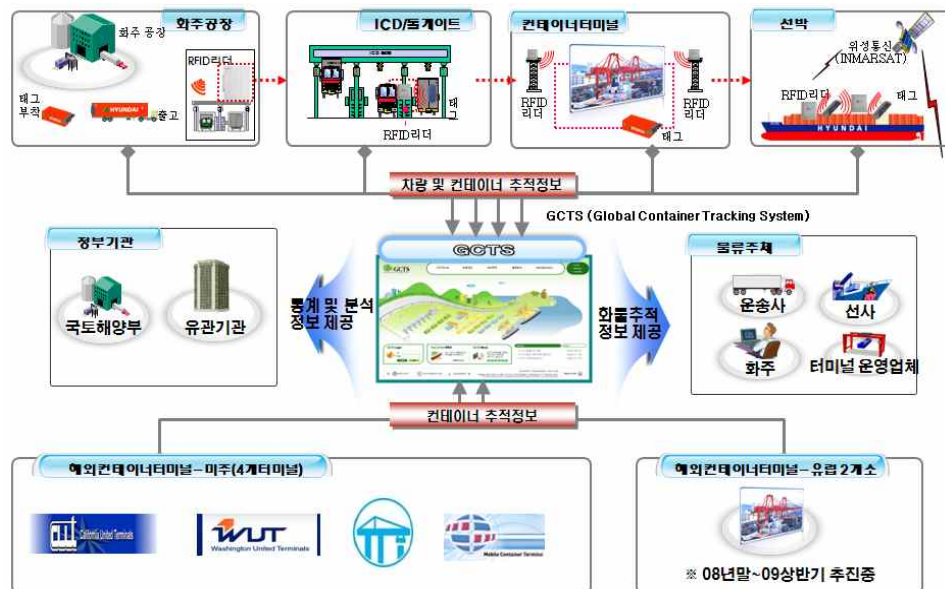 화주공장
화주 공장
RFID리더
태그
부착
HYUNDAI
출고
ICD/톨게이트
태그
RFID리더
컨테이너터미널
RFID
리더
RFID
리더
태그
선박
위성통신
(INMARSAT)
RFID리더
태그
HYUNDAI
차량 및 컨테이너 추적정보
GCTS (Global Container Tracking System)
정부기관
국토해양부
유관기관
통계 및 분석
정보 제공
GCTS
GCTS
화물추적
정보 제공
물류주체
운송사
선사
화주
터미널 운영업체
컨테이너 추적정보
해외컨테이너터미널-미주(4개터미널)
California United Terminals
WUT
Washington United Terminals
Mobile Container Terminal
해외컨테이너터미널-유럽 2개소
※ 08년말~09상반기 추진중